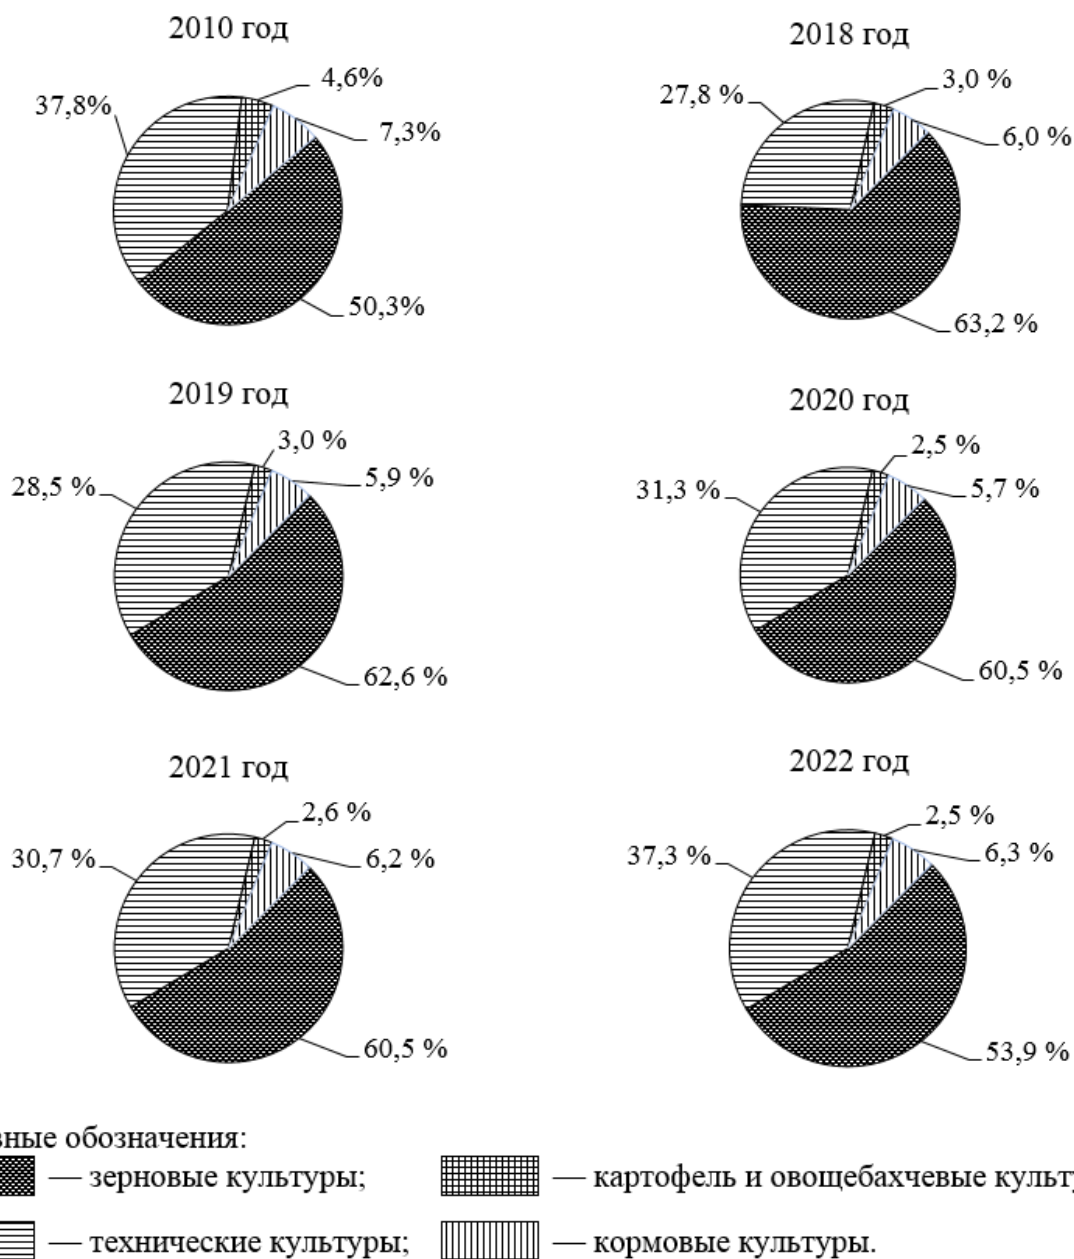 2010 год
4,6%
37,8%
7,3%
50,3%
2018 год
3,0 %
27,8 %
6,0 %
63,2 %
2019 год
3,0 %
28,5 %
5,9 %
62,6 %
2020 год
2,5 %
31,3 %
5,7 %
60,5 %
2021 год
2,6 %
30,7 %
6,2 %
60,5 %
2022 год
2,5 %
37,3 %
6,3 %
53,9 %
обозначения:
— зерновые культуры;
— картофель и овощебахчевые
— технические культуры;
— кормовые культуры.